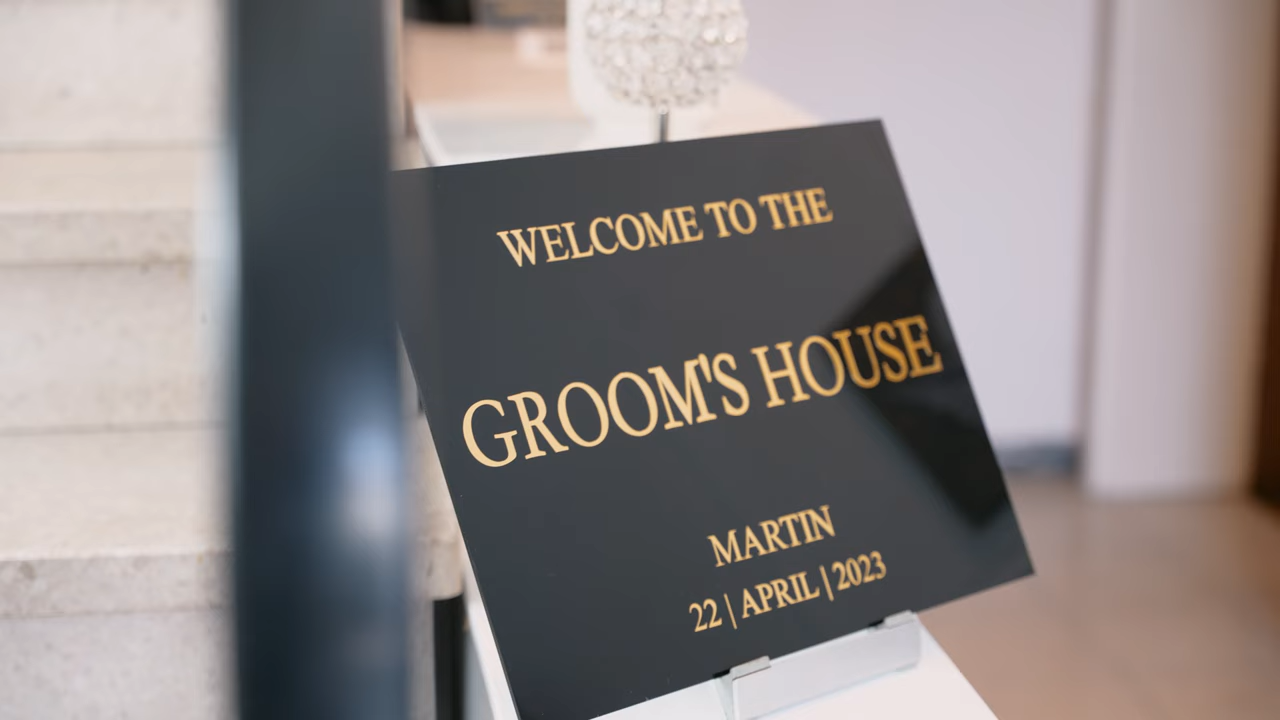 WELCOME TO THE
GROOM'S HOUSE
MARTIN
22 | APRIL | 2023